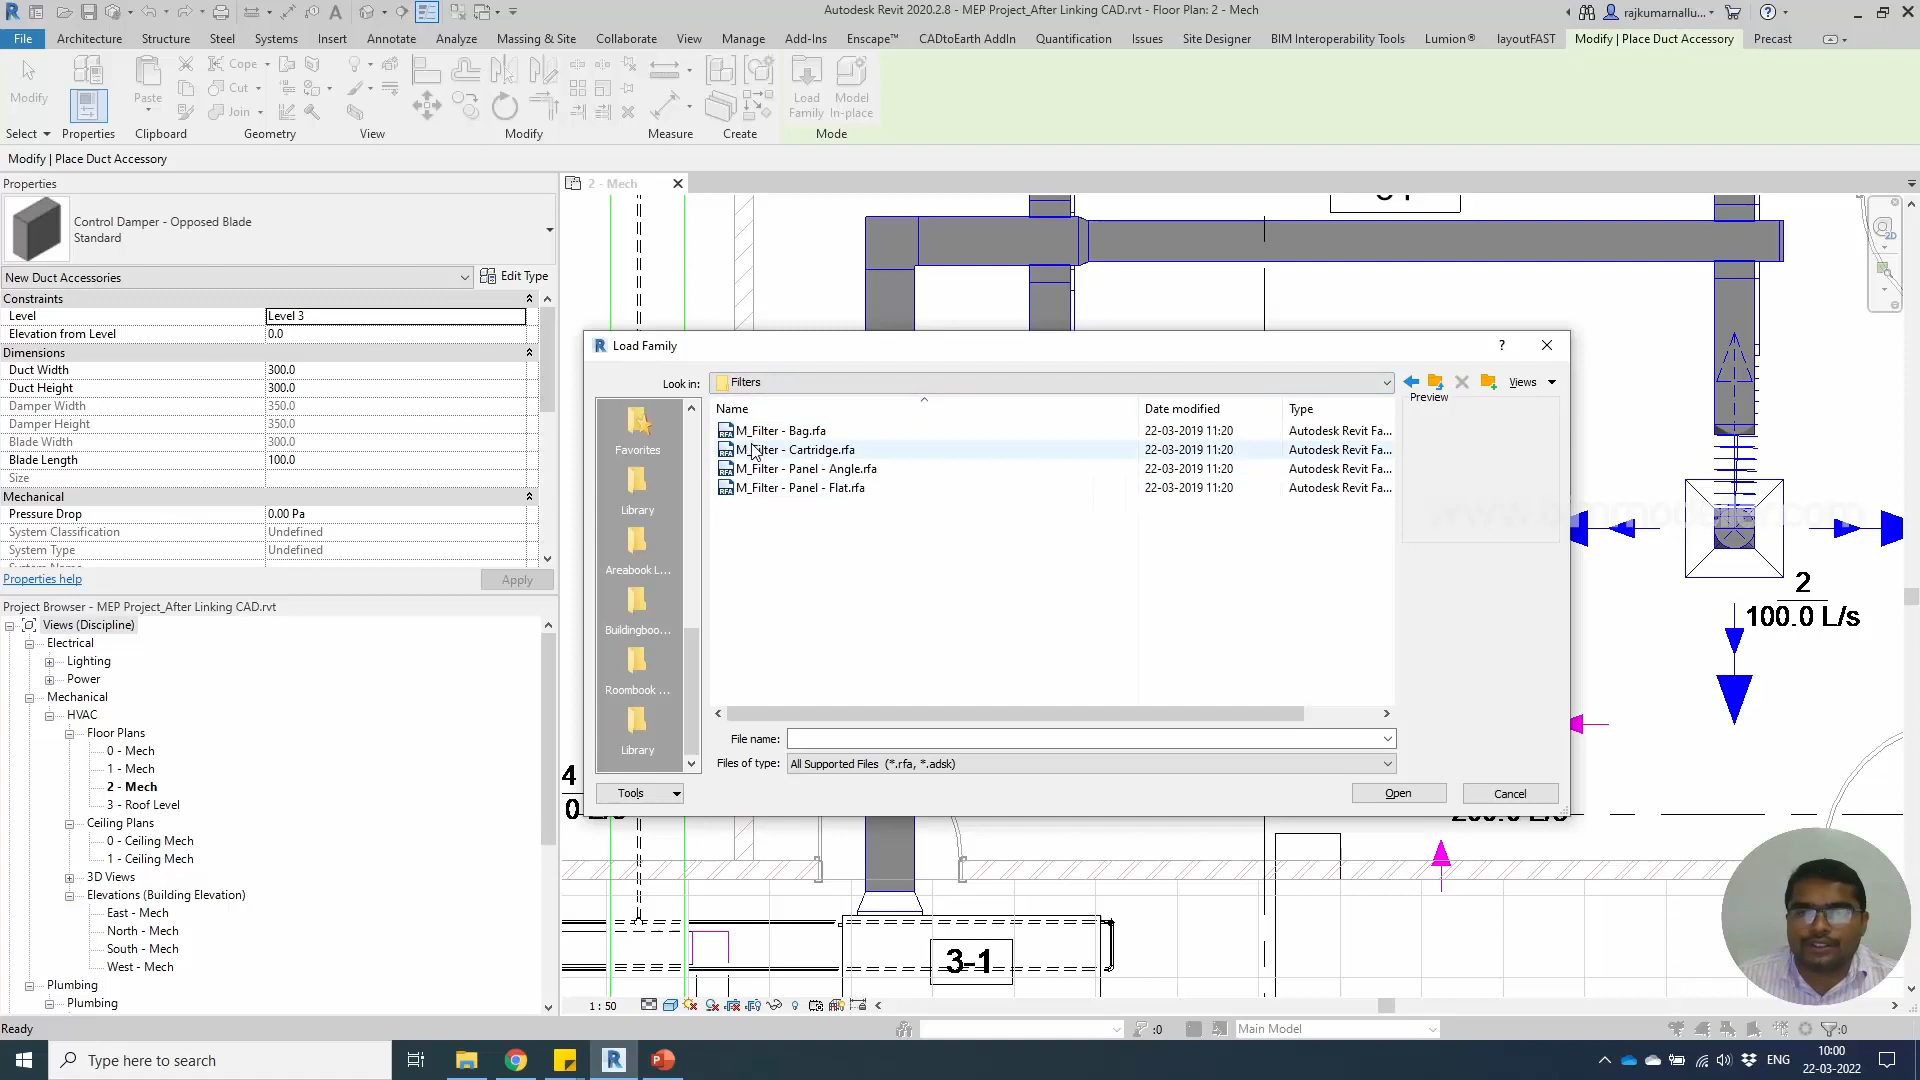 Autodesk Revit 2020.2.8 - MEP Project_After Linking CAD.rvt - Floor Plan: 2 - Mech
rajkumarnallu...
File Architecture Structure Steel Systems Insert Annotate Analyze Massing & Site Collaborate View Manage Add-Ins Enscape™ CADtoEarth AddIn Quantification Issues Site Designer BIM Interoperability Tools Lumion® layoutFAST Modify | Place Duct Accessory Precast
Cope
Cut
Join
Modify
Paste
Load Family
Model In-place
Select Properties Clipboard Geometry View Modify Measure Create Mode
Modify | Place Duct Accessory
Properties
2 - Mech
Control Damper - Opposed Blade
Standard
New Duct Accessories
Edit Type
Constraints
Level Level 3
Elevation from Level 0.0
Dimensions
Duct Width 300.0
Duct Height 300.0
Damper Width 350.0
Damper Height 350.0
Blade Width 300.0
Blade Length 100.0
Size
Mechanical
Pressure Drop 0.00 Pa
System Classification Undefined
System Type Undefined
Properties help
Apply
Project Browser - MEP Project_After Linking CAD.rvt
Views (Discipline)
Electrical
Lighting
Power
Mechanical
HVAC
Floor Plans
0 - Mech
1 - Mech
2 - Mech
3 - Roof Level
Ceiling Plans
0 - Ceiling Mech
1 - Ceiling Mech
3D Views
Elevations (Building Elevation)
East - Mech
North - Mech
South - Mech
West - Mech
Plumbing
Plumbing
Load Family
Look in: Filters
Views
Preview
Name Date modified Type
M_Filter - Bag.rfa 22-03-2019 11:20 Autodesk Revit Fa...
M_Filter - Cartridge.rfa 22-03-2019 11:20 Autodesk Revit Fa...
M_Filter - Panel - Angle.rfa 22-03-2019 11:20 Autodesk Revit Fa...
M_Filter - Panel - Flat.rfa 22-03-2019 11:20 Autodesk Revit Fa...
Favorites
Library
Areabook L...
Buildingboo...
Roombook ...
Library
File name:
Files of type: All Supported Files (*.rfa, *.adsk)
Tools
Open
Cancel
2
100.0 L/s
4
3-1
1 : 50
Ready
:0
Main Model
:0
Type here to search
ENG
10:00
22-03-2022